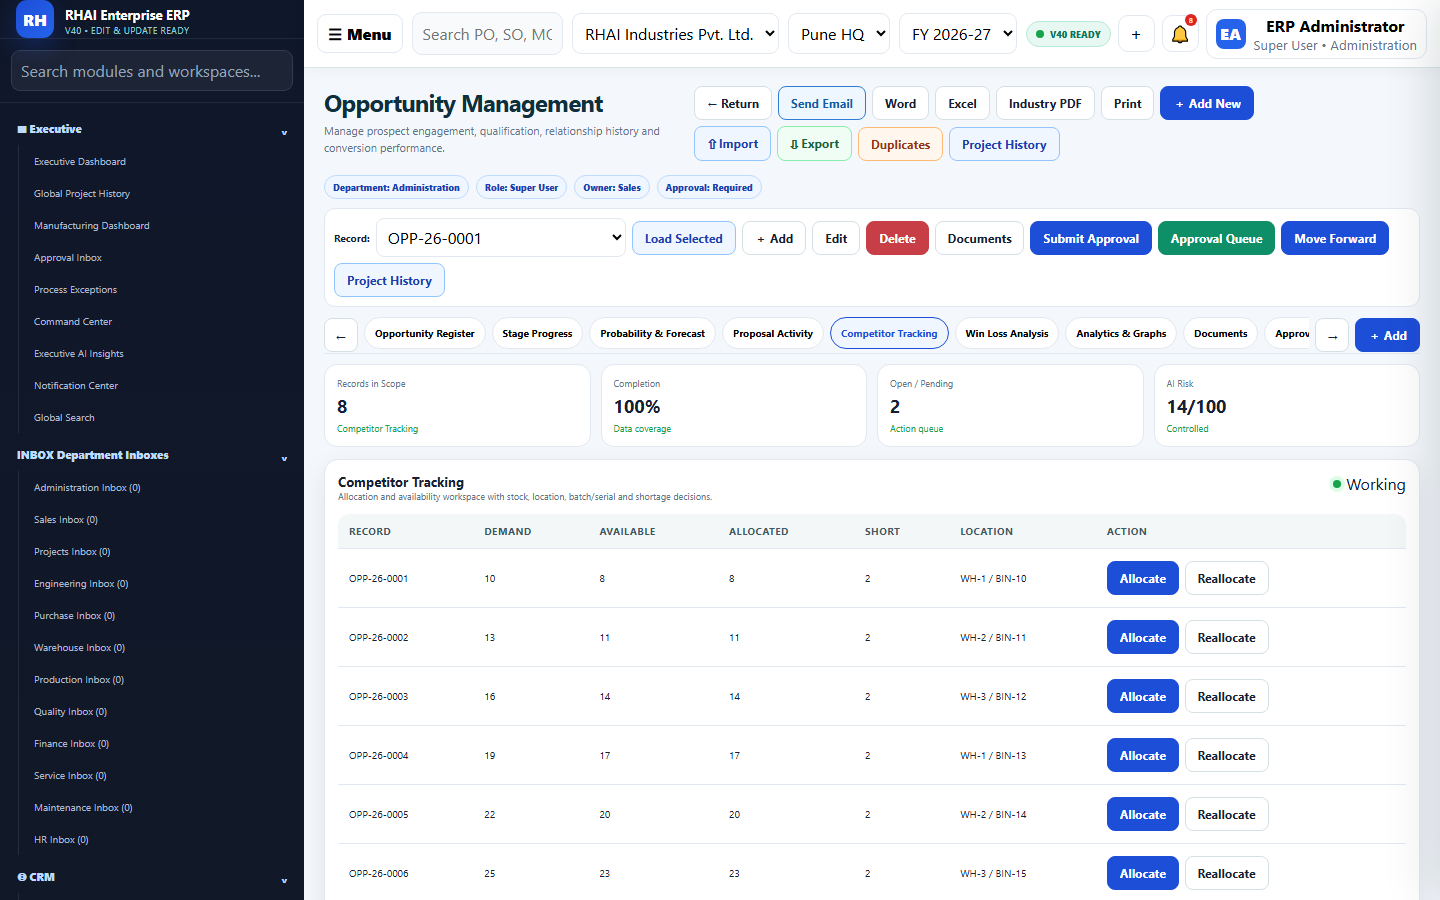 RH
RHAI Enterprise ERP
V40 • EDIT & UPDATE READY
Search modules and workspaces...
Executive
Executive Dashboard
Global Project History
Manufacturing Dashboard
Approval Inbox
Process Exceptions
Command Center
Executive AI Insights
Notification Center
Global Search
INBOX Department Inboxes
Administration Inbox (0)
Sales Inbox (0)
Projects Inbox (0)
Engineering Inbox (0)
Purchase Inbox (0)
Warehouse Inbox (0)
Production Inbox (0)
Quality Inbox (0)
Finance Inbox (0)
Service Inbox (0)
Maintenance Inbox (0)
HR Inbox (0)
CRM
☰ Menu
Search PO, SO, MC
RHAI Industries Pvt. Ltd.
Pune HQ
FY 2026-27
V40 READY
+
8
EA
ERP Administrator
Super User • Administration
Opportunity Management
Manage prospect engagement, qualification, relationship history and
conversion performance.
← Return
Send Email
Word
Excel
Industry PDF
Print
+ Add New
⇧ Import
⇩ Export
Duplicates
Project History
Department: Administration
Role: Super User
Owner: Sales
Approval: Required
Record:
OPP-26-0001
Load Selected
+ Add
Edit
Delete
Documents
Submit Approval
Approval Queue
Move Forward
Project History
←
Opportunity Register
Stage Progress
Probability & Forecast
Proposal Activity
Competitor Tracking
Win Loss Analysis
Analytics & Graphs
Documents
Approv
→
+ Add
Records in Scope
8
Competitor Tracking
Completion
100%
Data coverage
Open / Pending
2
Action queue
AI Risk
14/100
Controlled
Competitor Tracking
Allocation and availability workspace with stock, location, batch/serial and shortage decisions.
Working
RECORD DEMAND AVAILABLE ALLOCATED SHORT LOCATION ACTION
OPP-26-0001 10 8 8 2 WH-1 / BIN-10 Allocate Reallocate
OPP-26-0002 13 11 11 2 WH-2 / BIN-11 Allocate Reallocate
OPP-26-0003 16 14 14 2 WH-3 / BIN-12 Allocate Reallocate
OPP-26-0004 19 17 17 2 WH-1 / BIN-13 Allocate Reallocate
OPP-26-0005 22 20 20 2 WH-2 / BIN-14 Allocate Reallocate
OPP-26-0006 25 23 23 2 WH-3 / BIN-15 Allocate Reallocate